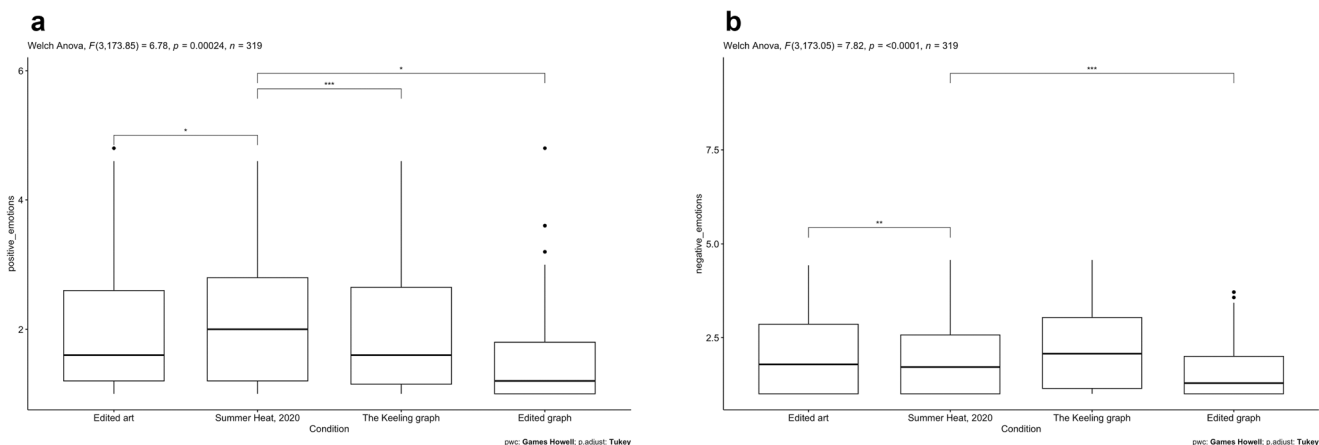 a
Welch Anova, F(3,173.85) = 6.78, p = 0.00024, n = 319
6
4
2
positive_emotions
*
***
*
Edited art
Summer Heat, 2020
The Keeling graph
Edited graph
Condition
pwc: Games Howell; p.adjust: Tukey
b
Welch Anova, F(3,173.05) = 7.82, p = <0.0001, n = 319
7.5
5.0
2.5
negative_emotions
***
**
Edited art
Summer Heat, 2020
The Keeling graph
Edited graph
Condition
pwc: Games Howell; p.adjust: Tukey